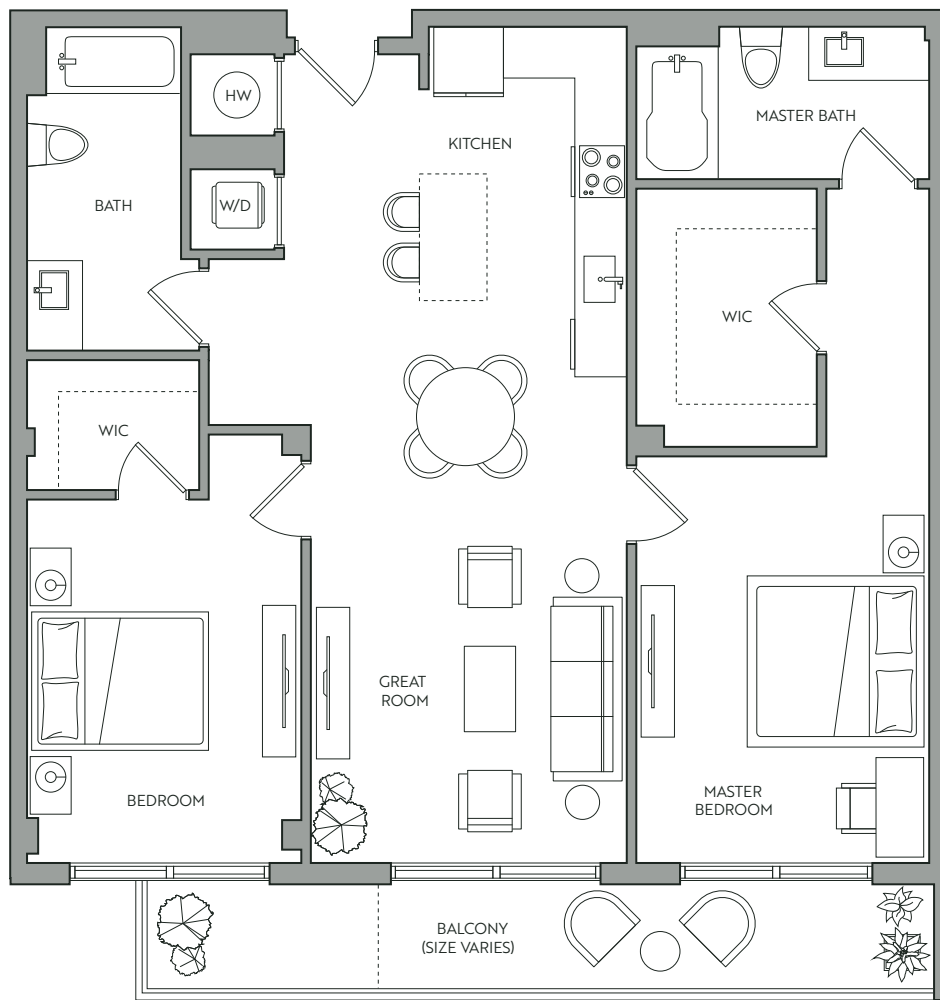 HW
KITCHEN
MASTER BATH
BATH
W/D
WIC
WIC
GREAT
ROOM
BEDROOM
MASTER
BEDROOM
BALCONY
(SIZE VARIES)